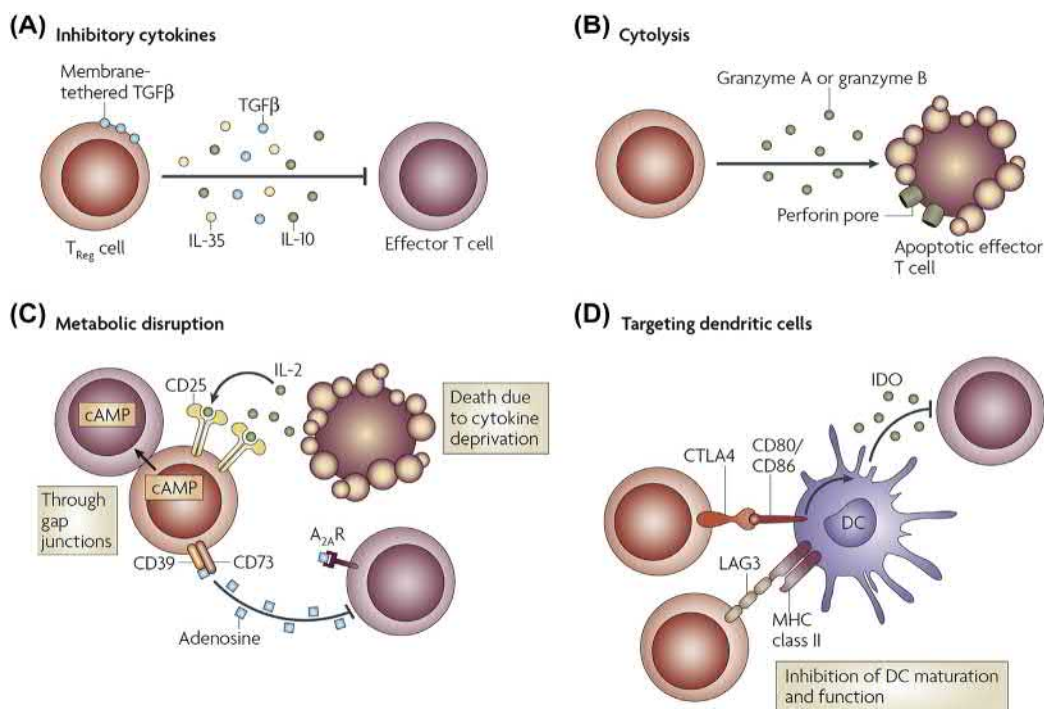 (A) Inhibitory cytokines
Membrane-
tethered TGFβ
TGFβ
IL-35
IL-10
T_Reg cell
Effector T cell
(B) Cytolysis
Granzyme A or granzyme B
Perforin pore
Apoptotic effector
T cell
(C) Metabolic disruption
IL-2
CD25
cAMP
cAMP
Death due
to cytokine
deprivation
Through
gap
junctions
CD39
CD73
A2AR
Adenosine
(D) Targeting dendritic cells
IDO
CTLA4
CD80/
CD86
DC
LAG3
MHC
class II
Inhibition of DC maturation
and function